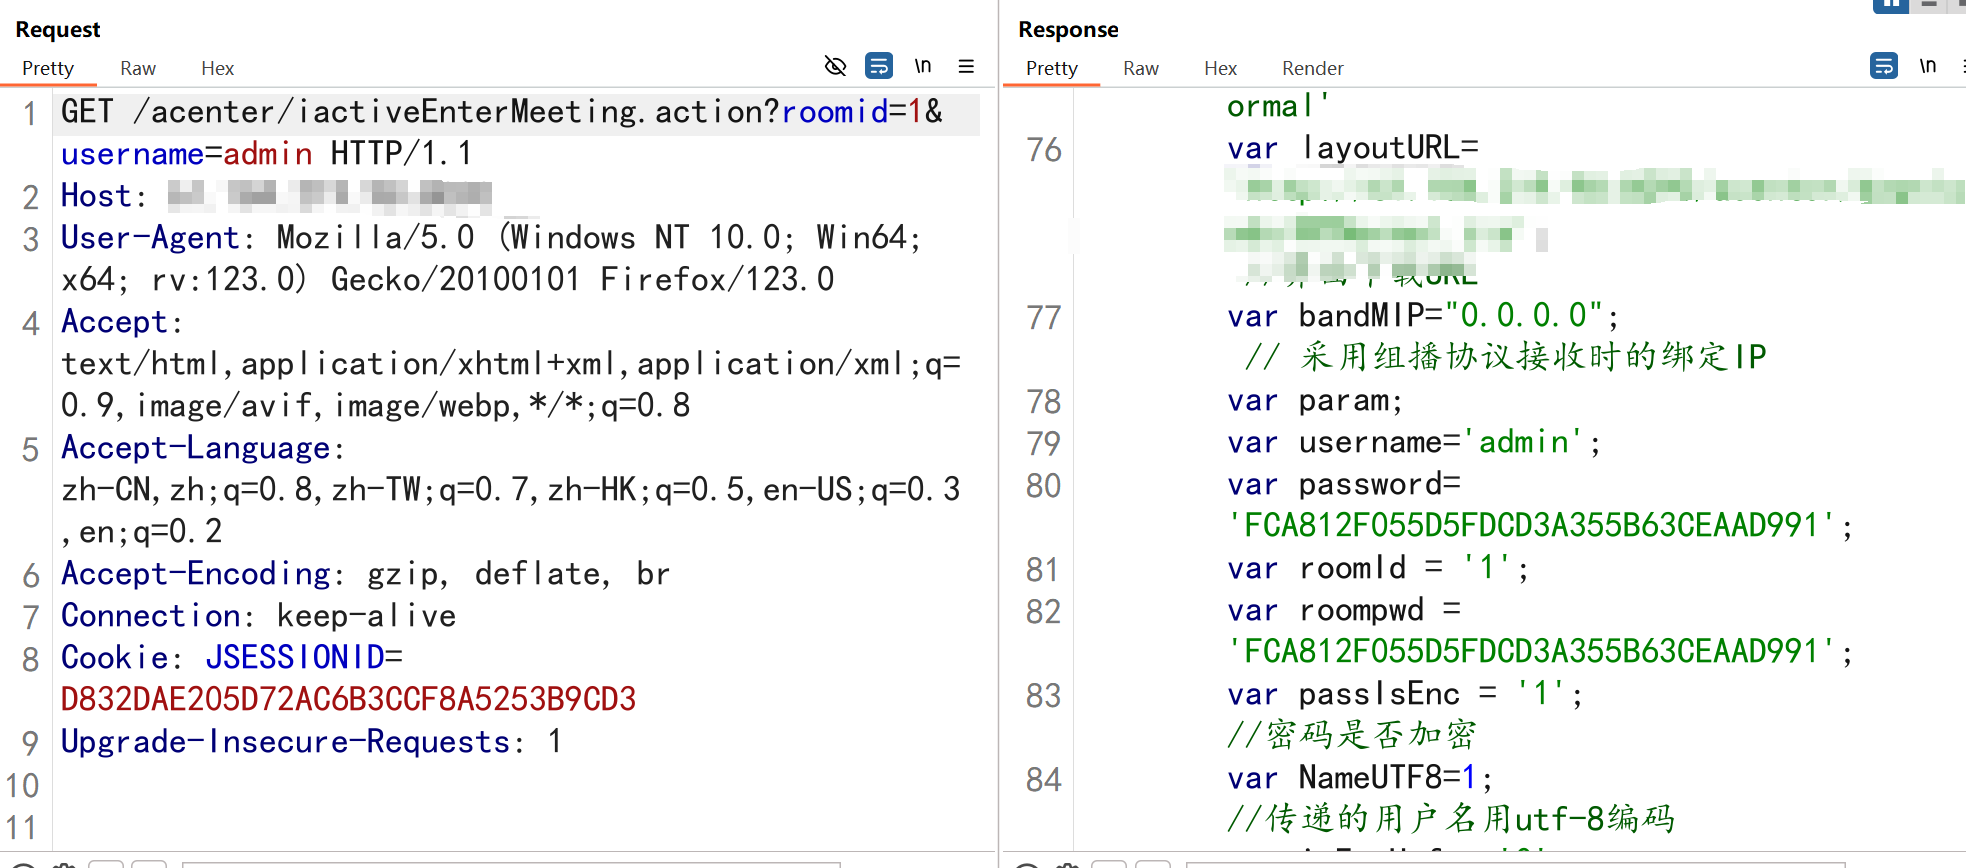 Request
Pretty Raw Hex \n
1 GET /acenter/iactiveEnterMeeting.action?roomid=1&
username=admin HTTP/1.1
2 Host:
3 User-Agent: Mozilla/5.0 (Windows NT 10.0; Win64;
x64; rv:123.0) Gecko/20100101 Firefox/123.0
4 Accept:
text/html,application/xhtml+xml,application/xml;q=
0.9,image/avif,image/webp,*/*;q=0.8
5 Accept-Language:
zh-CN,zh;q=0.8,zh-TW;q=0.7,zh-HK;q=0.5,en-US;q=0.3
,en;q=0.2
6 Accept-Encoding: gzip, deflate, br
7 Connection: keep-alive
8 Cookie: JSESSIONID=
D832DAE205D72AC6B3CCF8A5253B9CD3
9 Upgrade-Insecure-Requests: 1
10
11
Response
Pretty Raw Hex Render \n
ormal'
76 var layoutURL=
URL
77 var bandMIP="0.0.0.0";
// 采用组播协议接收时的绑定IP
78 var param;
79 var username='admin';
80 var password=
'FCA812F055D5FDCD3A355B63CEAAD991';
81 var roomId = '1';
82 var roompwd =
'FCA812F055D5FDCD3A355B63CEAAD991';
83 var passIsEnc = '1';
//密码是否加密
84 var NameUTF8=1;
//传递的用户名用utf-8编码